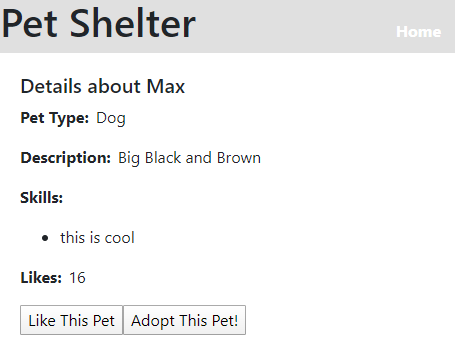 Pet Shelter
Home
Details about Max
Pet Type: Dog
Description: Big Black and Brown
Skills:
this is cool
Likes: 16
Like This Pet Adopt This Pet!